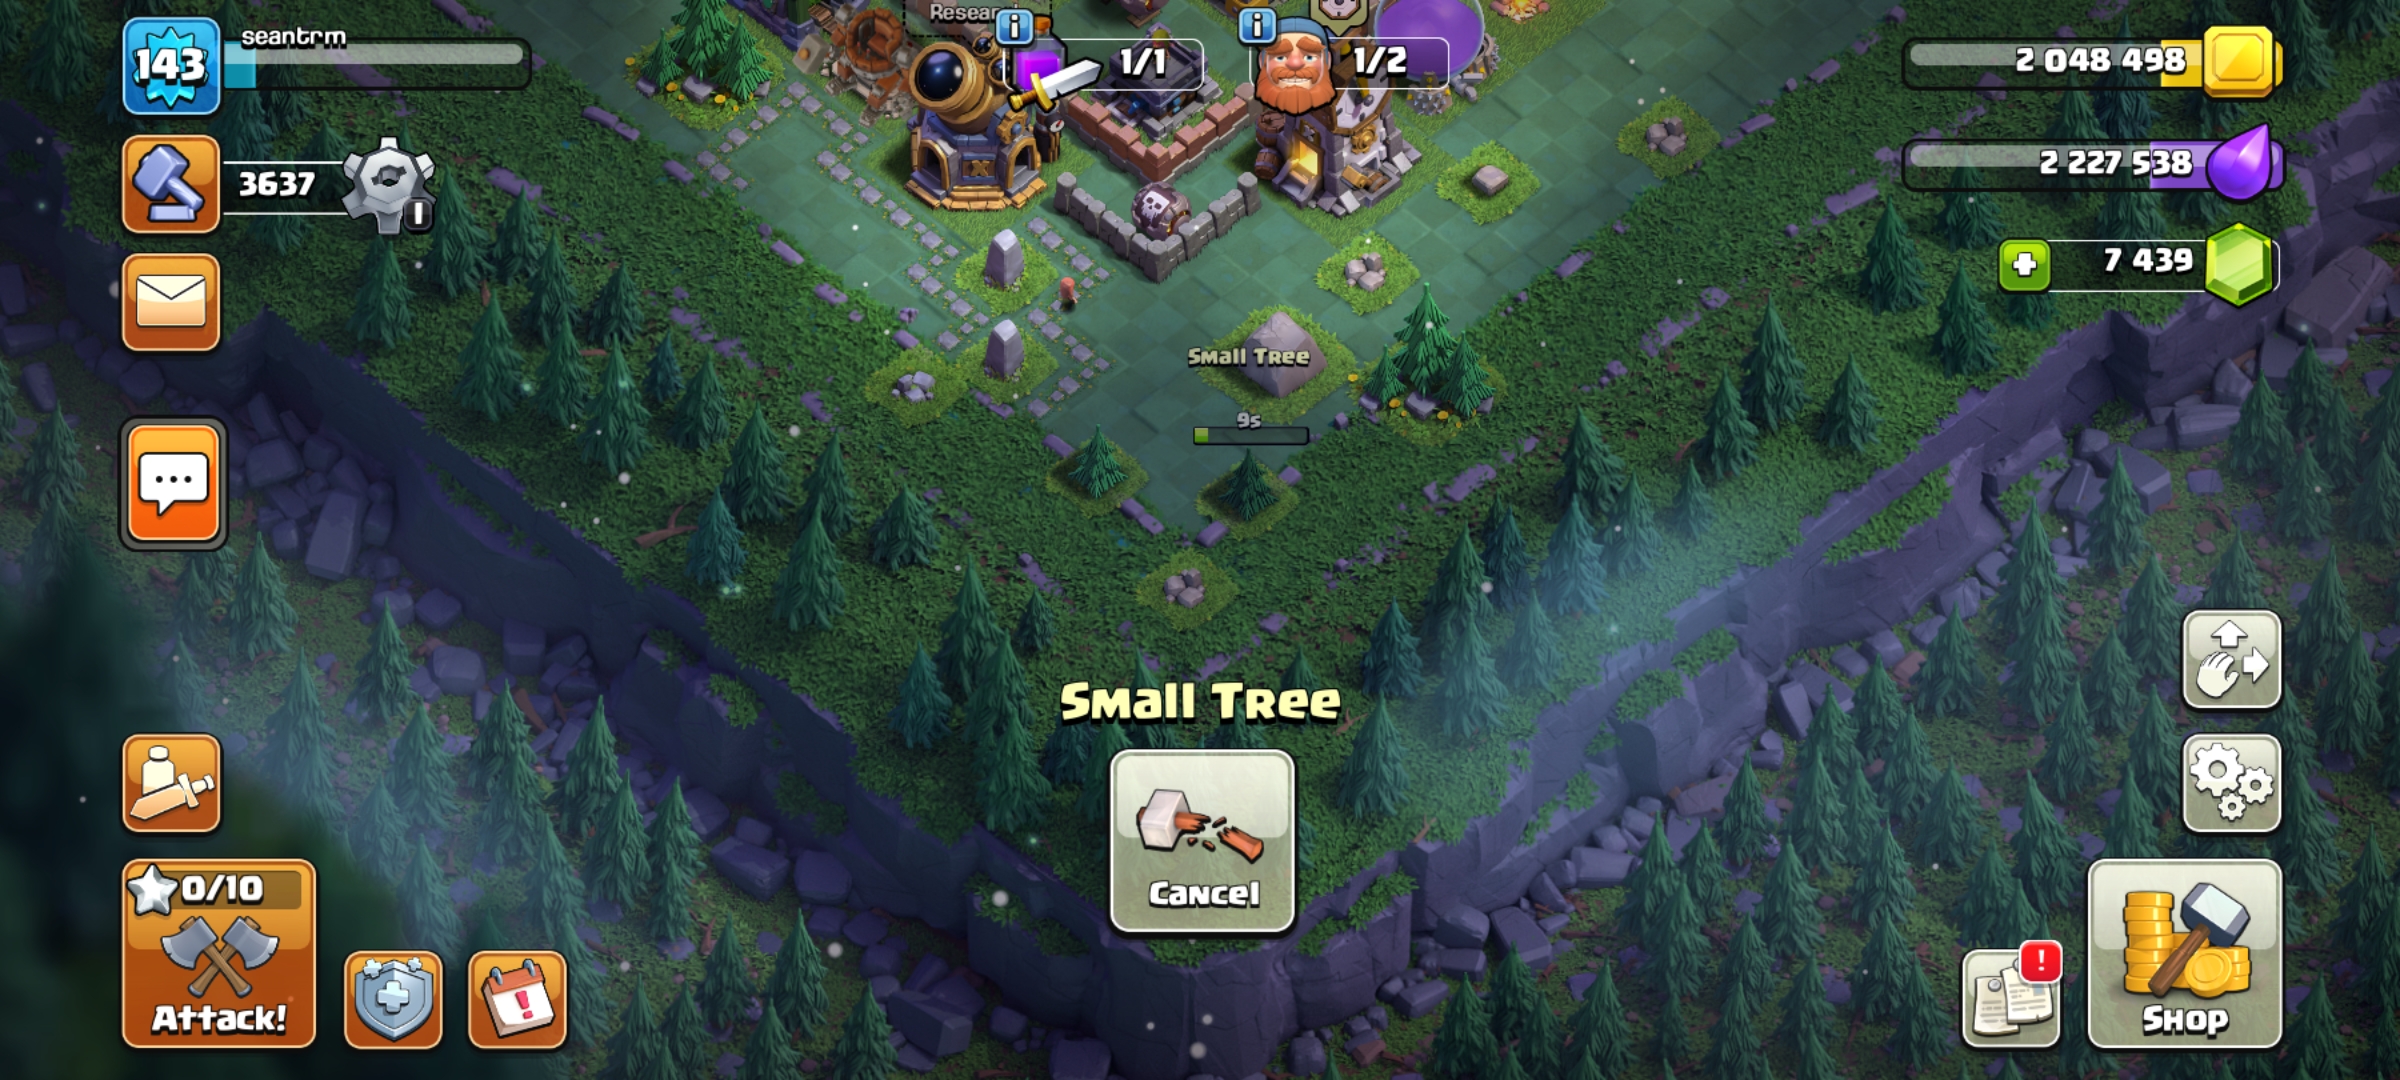 143
seantrm
Resear
i
1/1
i
1/2
2 048 498
3637
I
2 227 538
7 439
Small Tree
9s
Small Tree
Cancel
0/10
Attack!
!
!
Shop